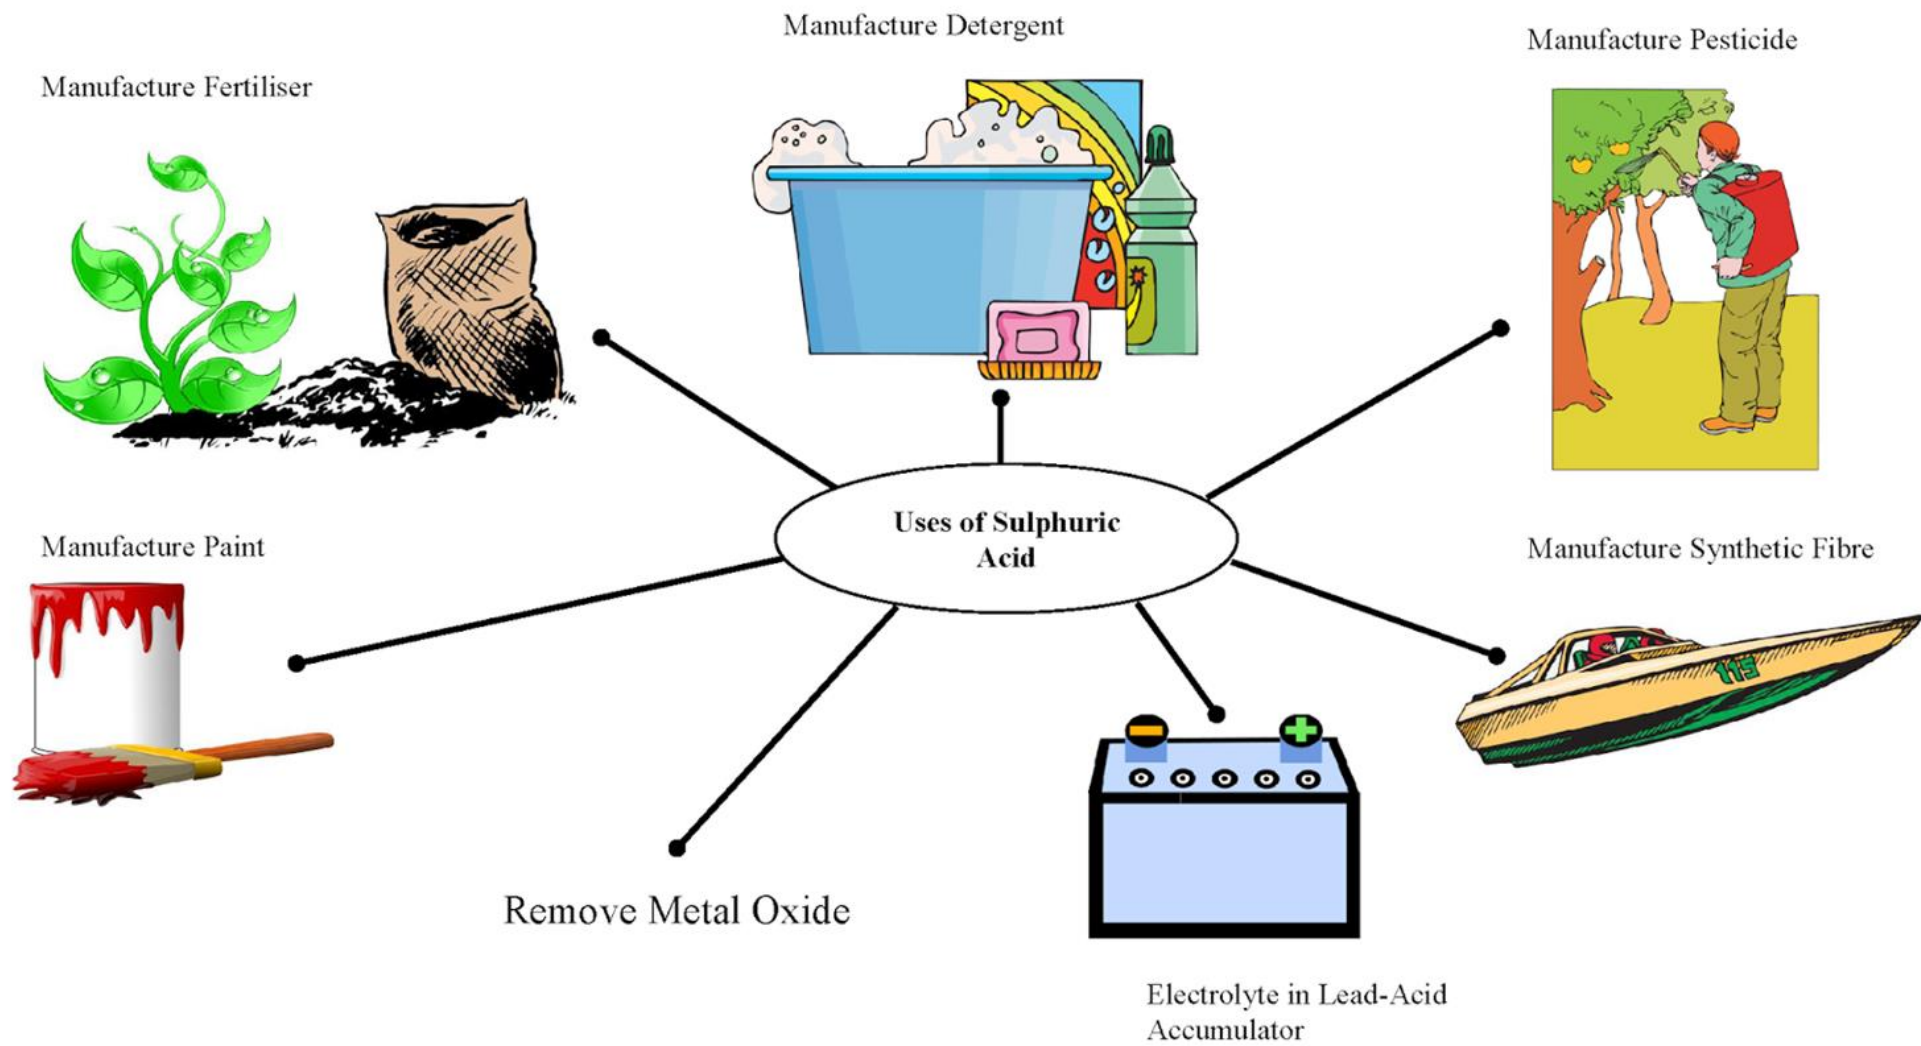 Manufacture Detergent
Manufacture Pesticide
Manufacture Fertiliser
Uses of Sulphuric
Acid
Manufacture Paint
Manufacture Synthetic Fibre
115
Remove Metal Oxide
Electrolyte in Lead-Acid
Accumulator